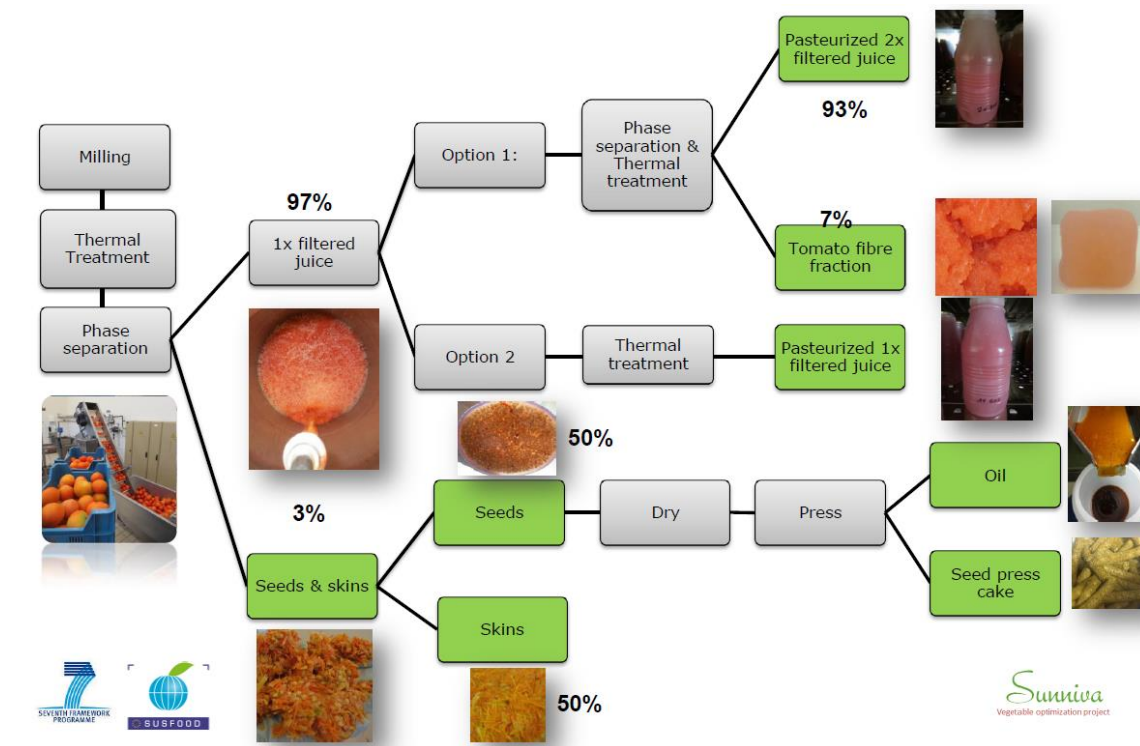 Milling
Thermal
Treatment
Phase
separation
97%
1x filtered
juice
3%
Seeds & skins
Option 1:
Phase
separation &
Thermal
treatment
Pasteurized 2x
filtered juice
93%
7%
Tomato fibre
fraction
Option 2
Thermal
treatment
Pasteurized 1x
filtered juice
50%
Seeds
Dry
Press
Oil
Seed press
cake
Skins
50%
SEVENTH FRAMEWORK
PROGRAMME
SUSFOOD
Sunniva
Vegetable optimization project